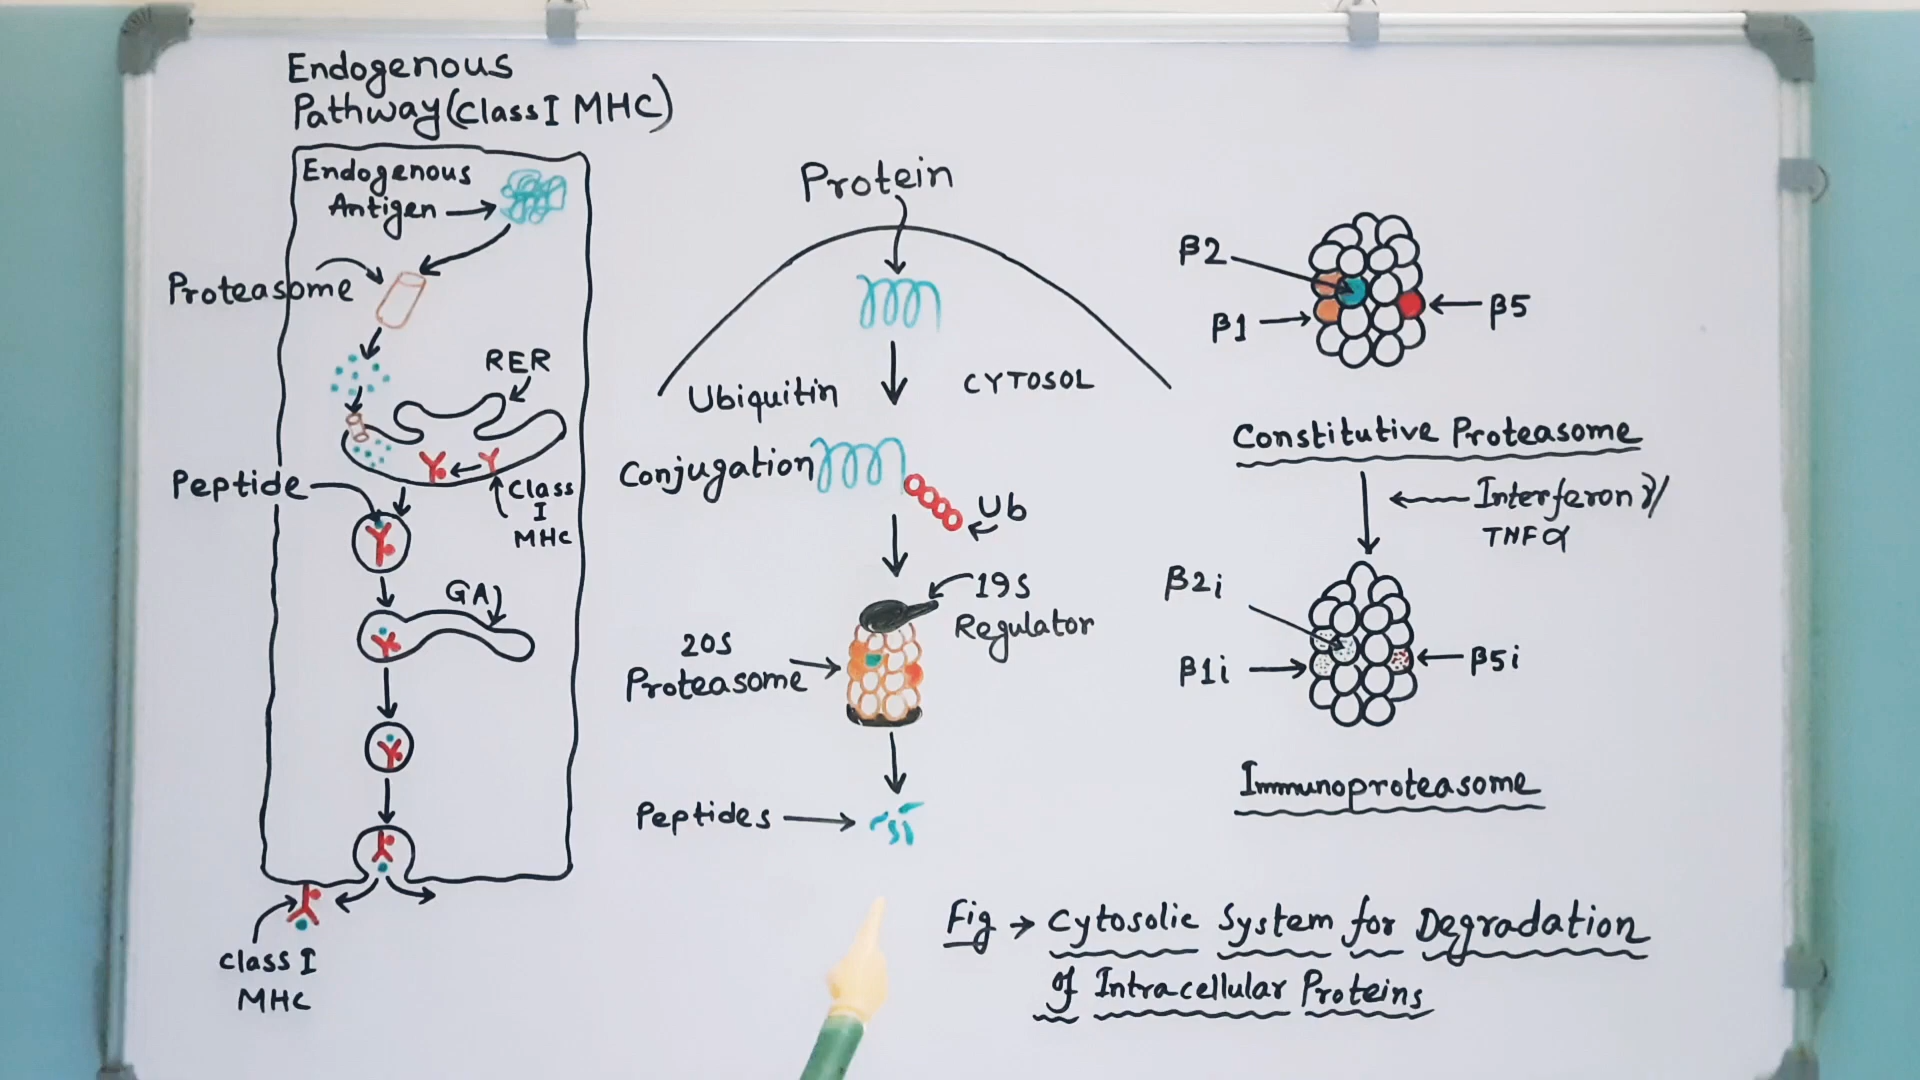 Endogenous
Pathway (Class I MHC)
Endogenous
Antigen
Proteasome
RER
Peptide
Class
I
MHC
GA
Class I
MHC
Protein
Ubiquitin
CYTOSOL
Conjugation
Ub
19S
Regulator
20S
Proteasome
Peptides
β2
β1
β5
Constitutive Proteasome
Interferon γ/
TNF α
β2i
β1i
β5i
Immunoproteasome
Fig → Cytosolic System for Degradation
of Intracellular Proteins